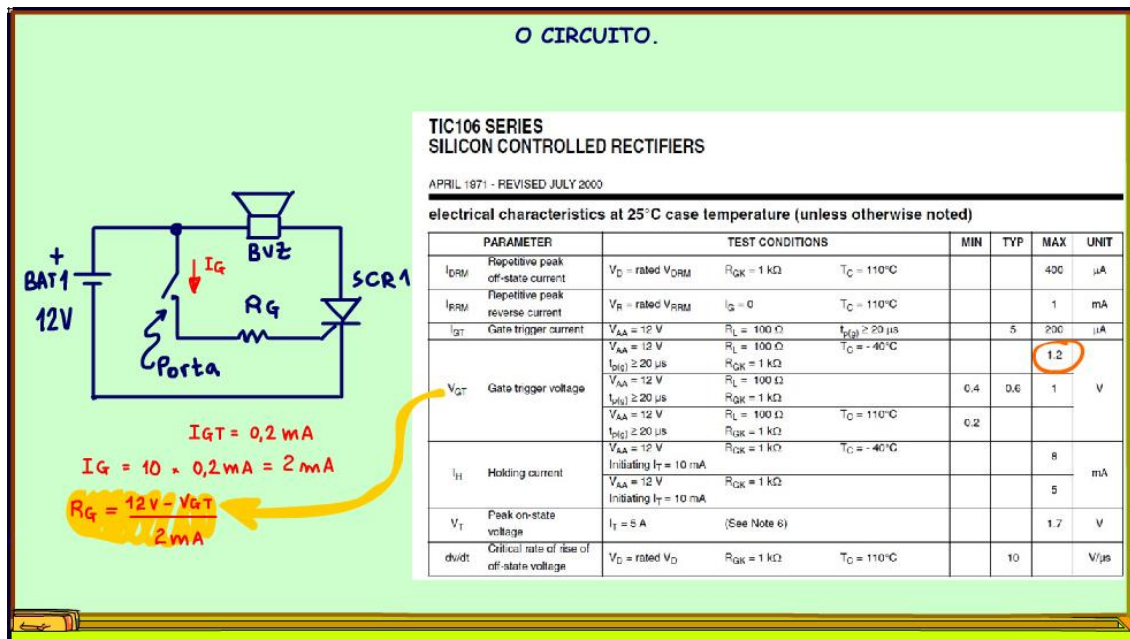 O CIRCUITO.
TIC106 SERIES
SILICON CONTROLLED RECTIFIERS
APRIL 1971 - REVISED JULY 2000
electrical characteristics at 25°C case temperature (unless otherwise noted)
PARAMETER TEST CONDITIONS MIN TYP MAX UNIT
IDRM Repetitive peak off-state current VD = rated VDRM RGK = 1 kΩ TC = 110°C 400 µA
IRRM Repetitive peak reverse current VR = rated VRRM IG = 0 TC = 110°C 1 mA
IGT Gate trigger current VAA = 12 V RL = 100 Ω tp(g) ≥ 20 µs 5 200 µA
VGT Gate trigger voltage
VAA = 12 V RL = 100 Ω TC = - 40°C
tp(g) ≥ 20 µs RGK = 1 kΩ 1.2
VAA = 12 V RL = 100 Ω
tp(g) ≥ 20 µs RGK = 1 kΩ 0.4 0.6 1 V
VAA = 12 V RL = 100 Ω TC = 110°C
tp(g) ≥ 20 µs RGK = 1 kΩ 0.2
IH Holding current
VAA = 12 V RGK = 1 kΩ TC = - 40°C
Initiating IT = 10 mA 8
VAA = 12 V RGK = 1 kΩ
Initiating IT = 10 mA 5 mA
VT Peak on-state voltage IT = 5 A (See Note 6) 1.7 V
dv/dt Critical rate of rise of off-state voltage VD = rated VD RGK = 1 kΩ TC = 110°C 10 V/µs
+
BAT1
12V
BUZ
IG
SCR1
RG
Porta
IGT = 0,2 mA
IG = 10 × 0,2mA = 2mA
RG = 12V - VGT
2mA